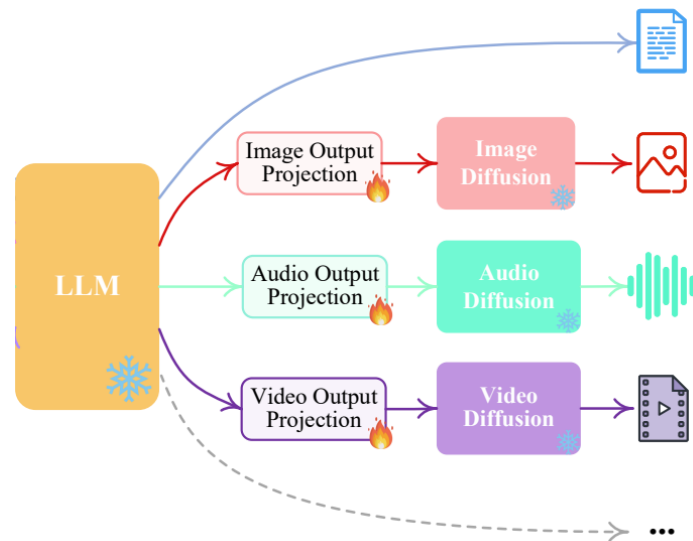 Image Output
Projection
Image
Diffusion
LLM
Audio Output
Projection
Audio
Diffusion
Video Output
Projection
Video
Diffusion
...